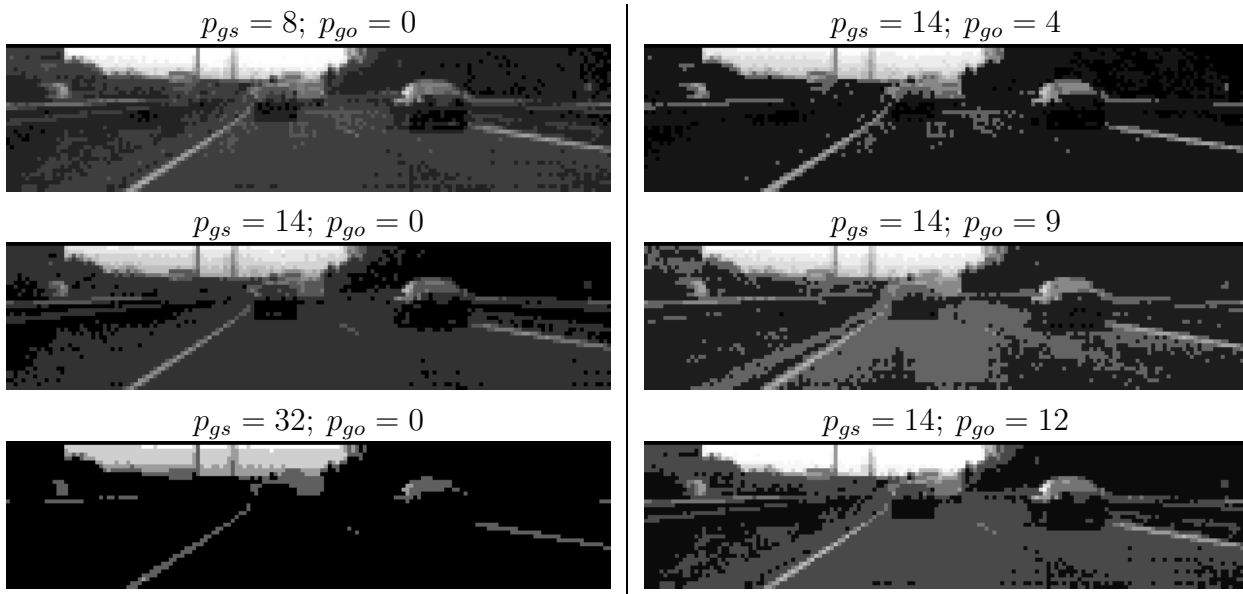 p_{gs} = 8; p_{go} = 0
p_{gs} = 14; p_{go} = 4
p_{gs} = 14; p_{go} = 0
p_{gs} = 14; p_{go} = 9
p_{gs} = 32; p_{go} = 0
p_{gs} = 14; p_{go} = 12